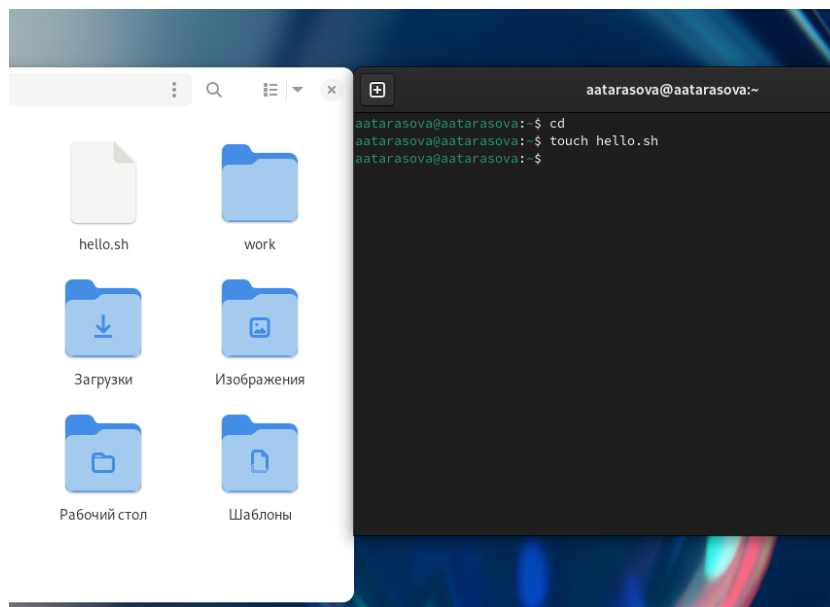 hello.sh
work
Загрузки
Изображения
Рабочий стол
Шаблоны
aatarasova@aatarasova:~
aatarasova@aatarasova:~$ cd
aatarasova@aatarasova:~$ touch hello.sh
aatarasova@aatarasova:~$